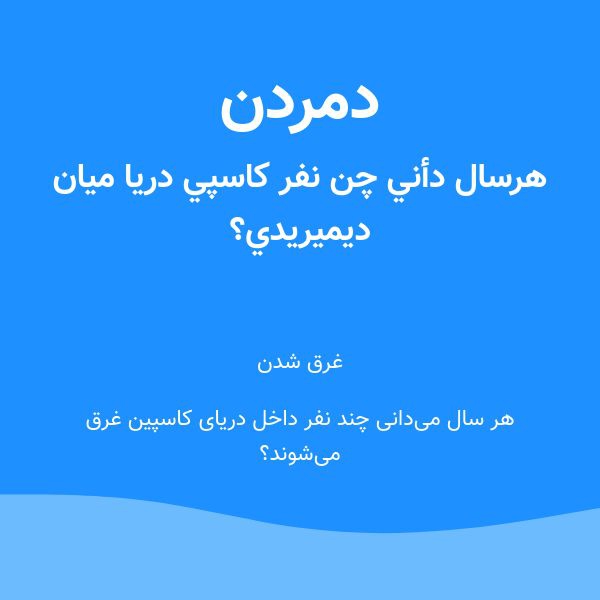 دمردن
هرسال دأني چن نفر كاسپي دريا ميان
ديميريدي؟
غرق شدن
هر سال می‌دانی چند نفر داخل دریای کاسپین غرق
می‌شوند؟